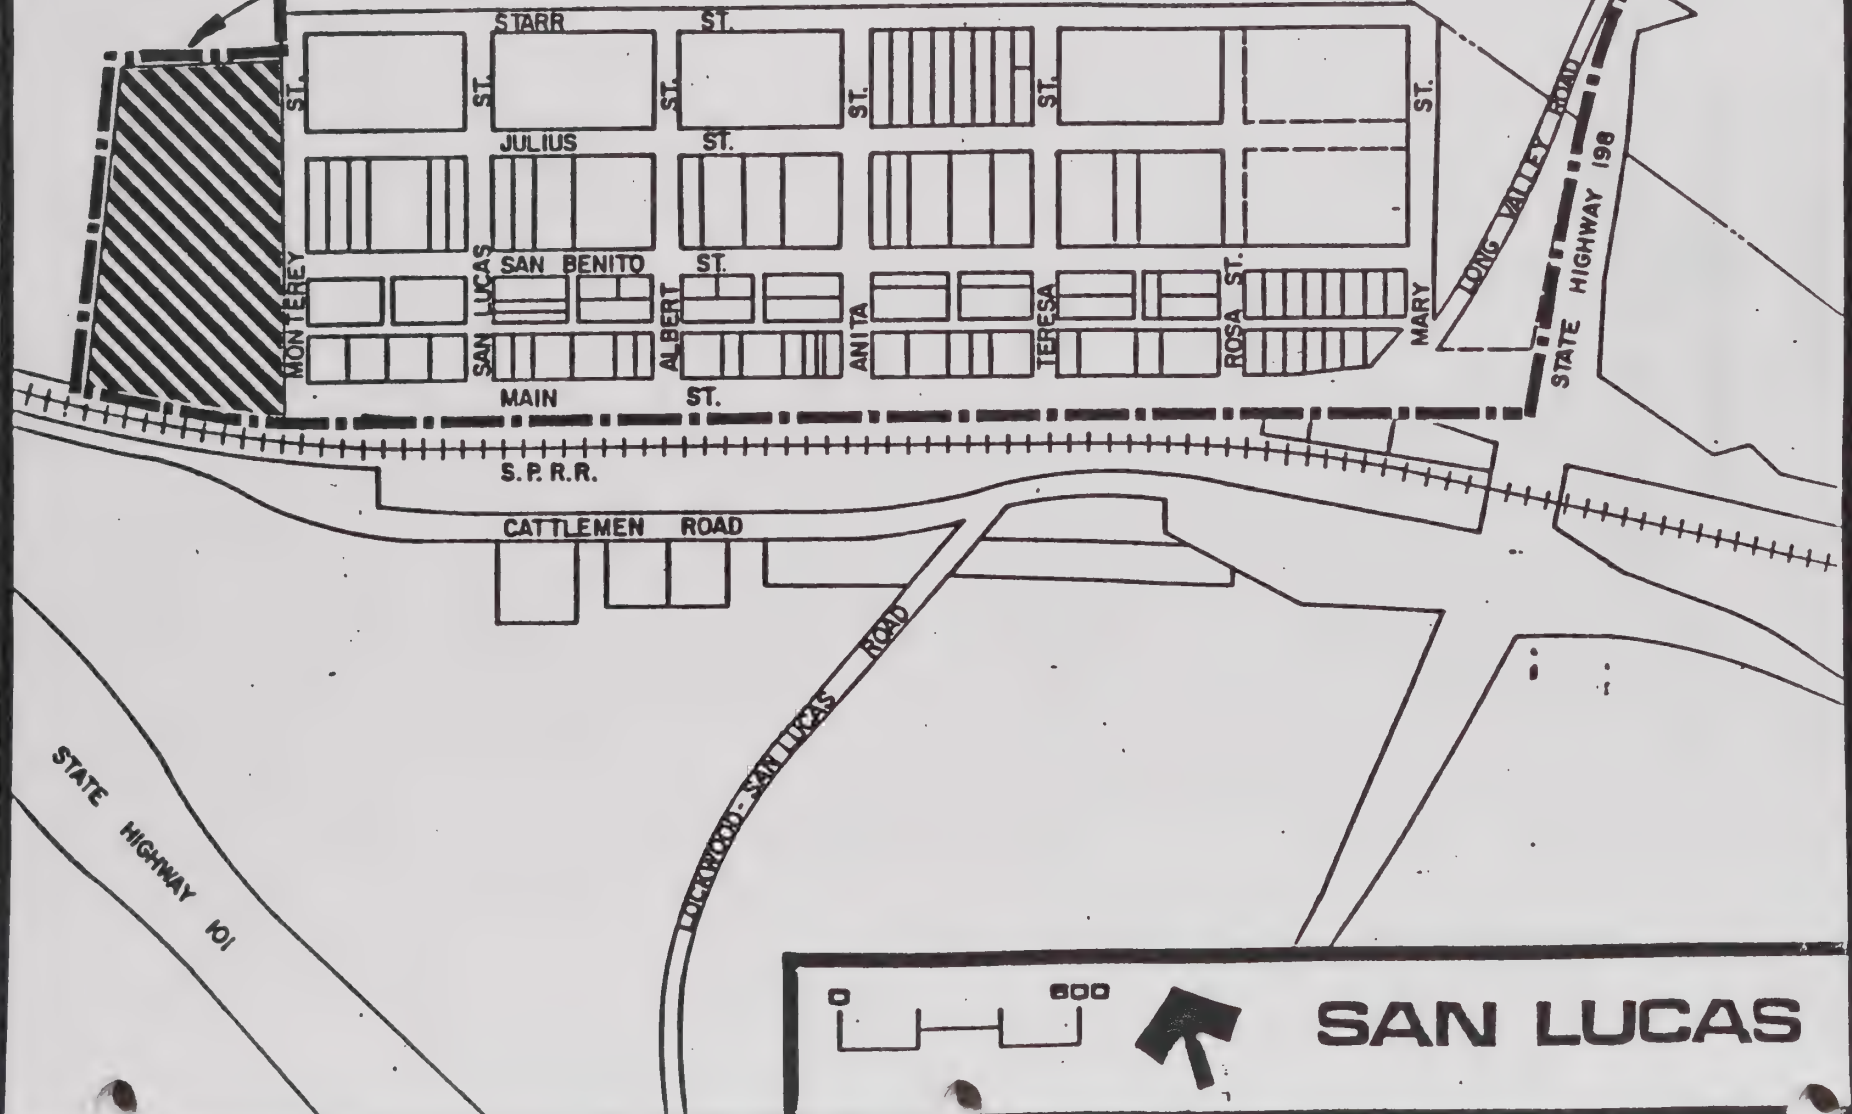 STARR ST.
ST. ST. ST. ST. ST. ST.
JULIUS ST.
LONG VALLEY ROAD
STATE HIGHWAY 198
SAN BENITO ST.
MONTEREY
SAN LUCAS
ALBERT
ANITA
TERESA
ROSA ST.
MARY
MAIN ST.
S.P.R.R.
CATTLEMEN ROAD
LOCKWOOD-SAN LUCAS ROAD
STATE HIGHWAY 101
0 600
SAN LUCAS